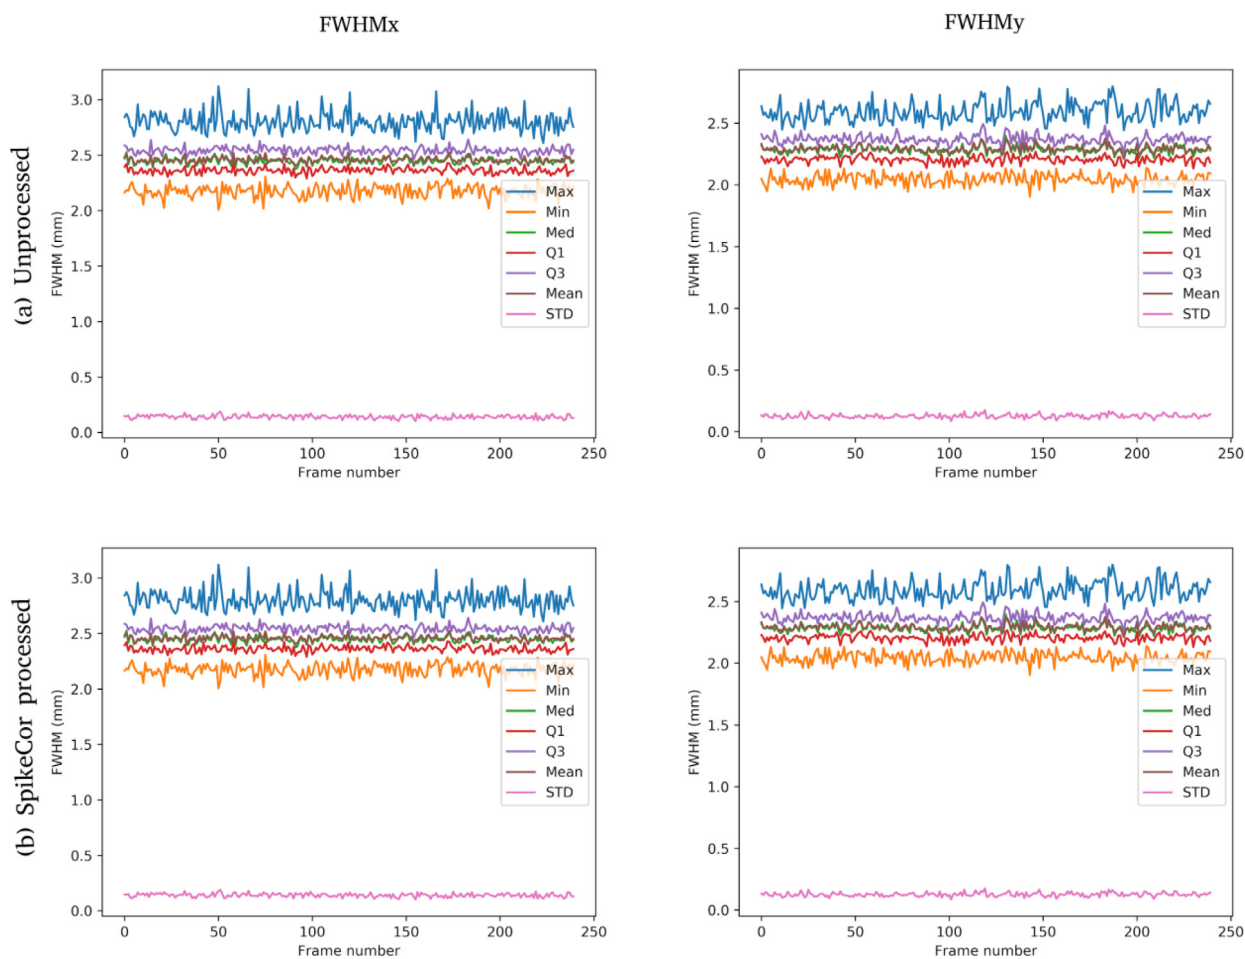 FWHMx
FWHMy
(a) Unprocessed
FWHM (mm)
3.0
2.5
2.0
1.5
1.0
0.5
0.0
0 50 100 150 200 250
Frame number
Max
Min
Med
Q1
Q3
Mean
STD
FWHM (mm)
2.5
2.0
1.5
1.0
0.5
0.0
0 50 100 150 200 250
Frame number
Max
Min
Med
Q1
Q3
Mean
STD
(b) SpikeCor processed
FWHM (mm)
3.0
2.5
2.0
1.5
1.0
0.5
0.0
0 50 100 150 200 250
Frame number
Max
Min
Med
Q1
Q3
Mean
STD
FWHM (mm)
2.5
2.0
1.5
1.0
0.5
0.0
0 50 100 150 200 250
Frame number
Max
Min
Med
Q1
Q3
Mean
STD